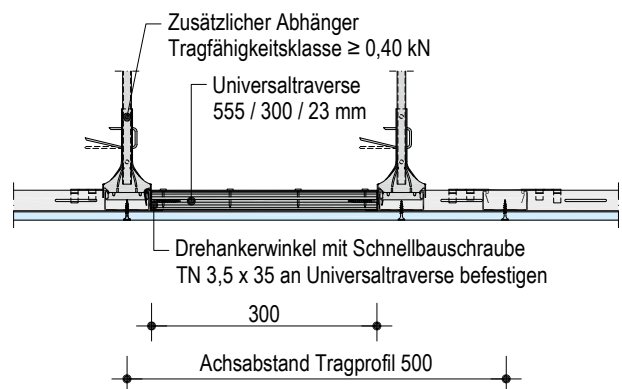 Zusätzlicher Abhänger
Tragfähigkeitsklasse ≥ 0,40 kN
Universaltraverse
555 / 300 / 23 mm
Drehankerwinkel mit Schnellbauschraube
TN 3,5 x 35 an Universaltraverse befestigen
300
Achsabstand Tragprofil 500